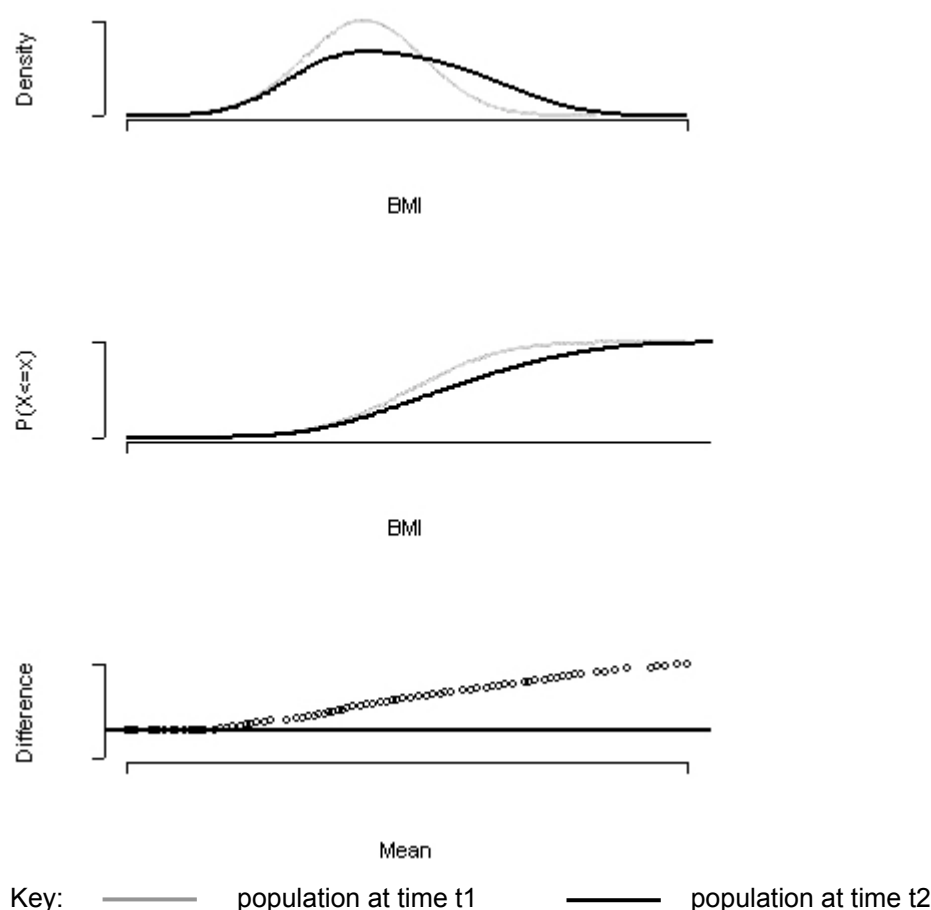 Density
BMI
P(X<=x)
BMI
Difference
Mean
Key: population at time t1 population at time t2